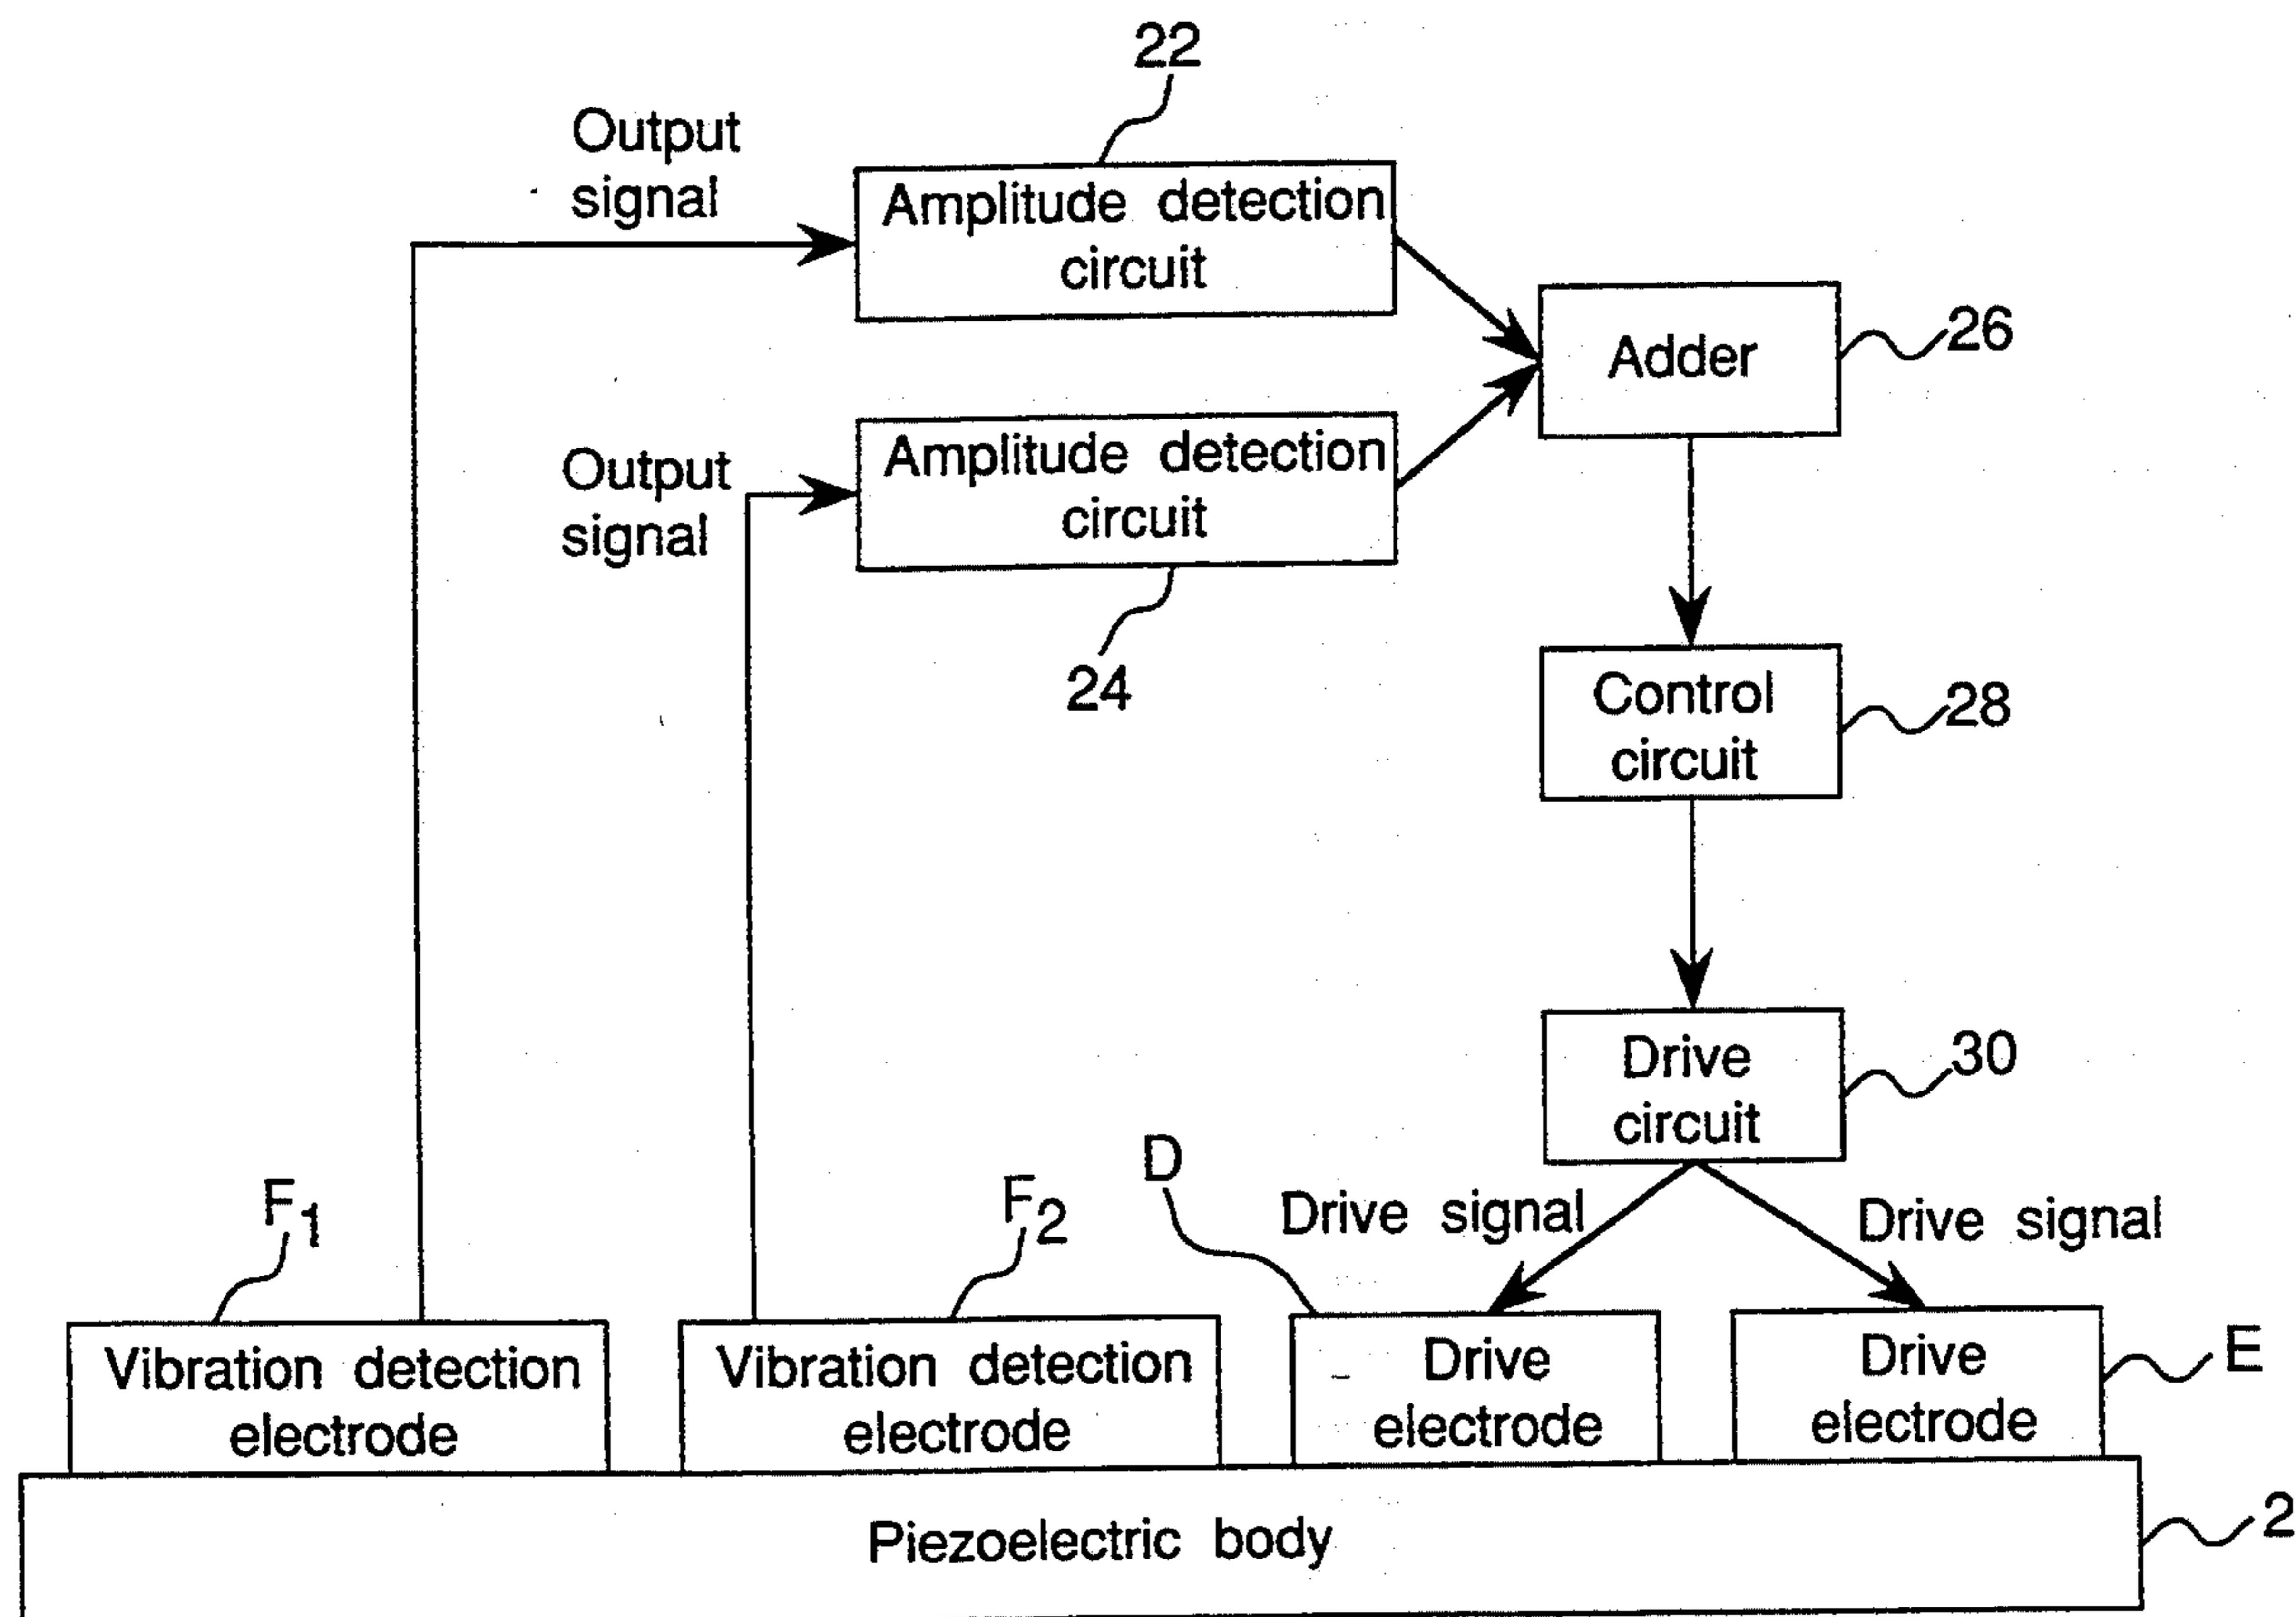 22
Output
signal
Amplitude detection
circuit
26
Adder
Output
signal
Amplitude detection
circuit
24
Control
circuit
28
Drive
circuit
30
F1
F2
D
Drive signal
Drive signal
Vibration detection
electrode
Vibration detection
electrode
Drive
electrode
Drive
electrode
E
Piezoelectric body
2